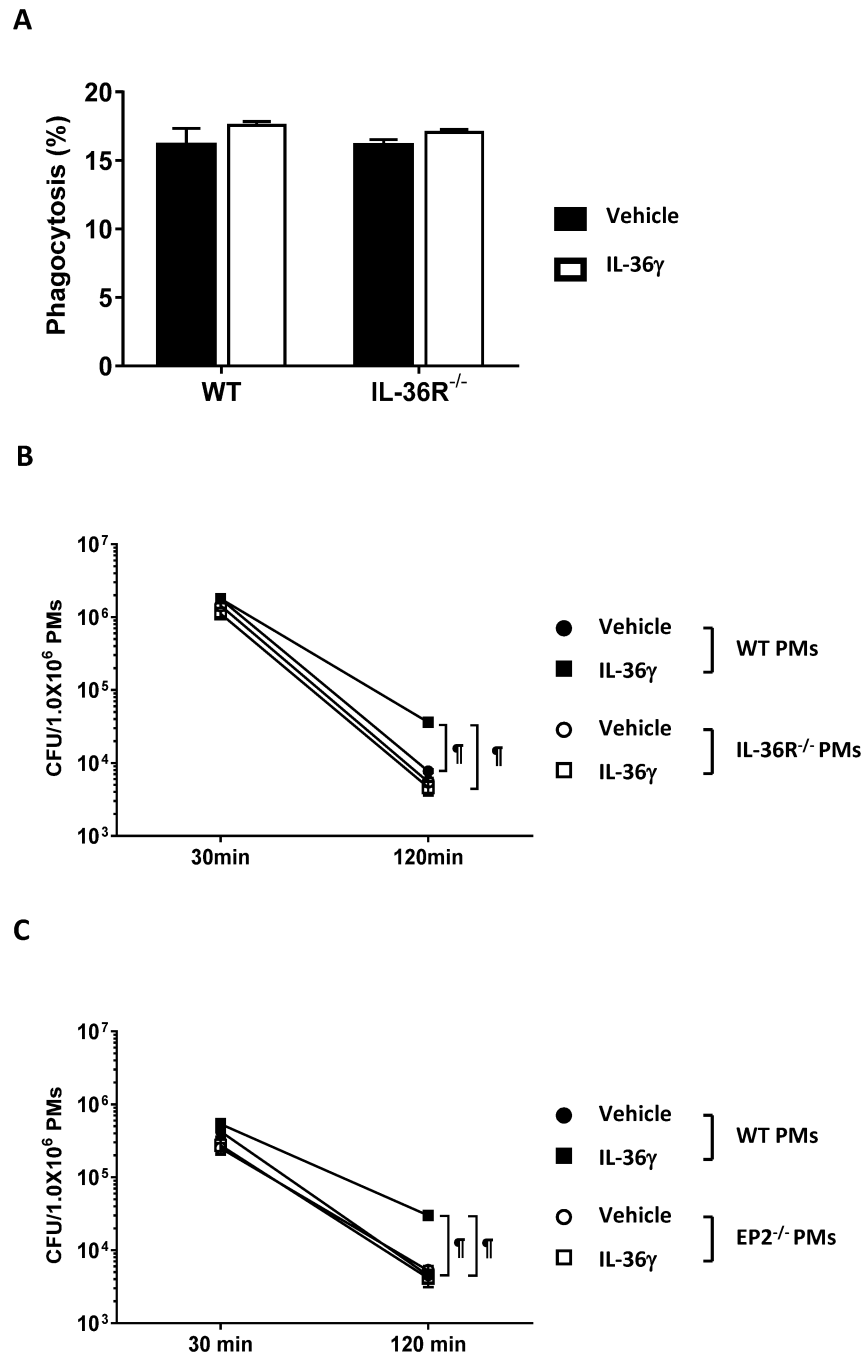 A
20
15
10
5
0
Phagocytosis (%)
WT
IL-36R-/-
Vehicle
IL-36γ
B
10⁷
10⁶
10⁵
10⁴
10³
CFU/1.0X10⁶ PMs
30min
120min
¶ ¶
Vehicle
IL-36γ
WT PMs
Vehicle
IL-36γ
IL-36R-/- PMs
C
10⁷
10⁶
10⁵
10⁴
10³
CFU/1.0X10⁶ PMs
30 min
120 min
¶ ¶
Vehicle
IL-36γ
WT PMs
Vehicle
IL-36γ
EP2-/- PMs